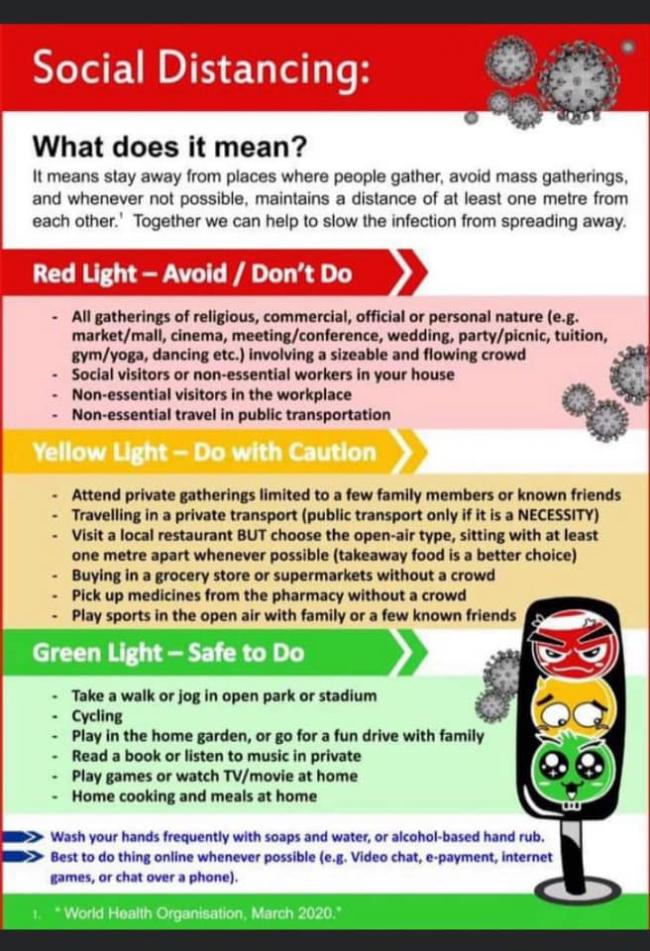 Social Distancing:
What does it mean?
It means stay away from places where people gather, avoid mass gatherings,
and whenever not possible, maintains a distance of at least one metre from
each other.¹ Together we can help to slow the infection from spreading away.
Red Light – Avoid / Don't Do
- All gatherings of religious, commercial, official or personal nature (e.g.
market/mall, cinema, meeting/conference, wedding, party/picnic, tuition,
gym/yoga, dancing etc.) involving a sizeable and flowing crowd
- Social visitors or non-essential workers in your house
- Non-essential visitors in the workplace
- Non-essential travel in public transportation
Yellow Light – Do with Caution
- Attend private gatherings limited to a few family members or known friends
- Travelling in a private transport (public transport only if it is a NECESSITY)
- Visit a local restaurant BUT choose the open-air type, sitting with at least
one metre apart whenever possible (takeaway food is a better choice)
- Buying in a grocery store or supermarkets without a crowd
- Pick up medicines from the pharmacy without a crowd
- Play sports in the open air with family or a few known friends
Green Light – Safe to Do
- Take a walk or jog in open park or stadium
- Cycling
- Play in the home garden, or go for a fun drive with family
- Read a book or listen to music in private
- Play games or watch TV/movie at home
- Home cooking and meals at home
Wash your hands frequently with soaps and water, or alcohol-based hand rub.
Best to do thing online whenever possible (e.g. Video chat, e-payment, internet
games, or chat over a phone).
1. "World Health Organisation, March 2020."